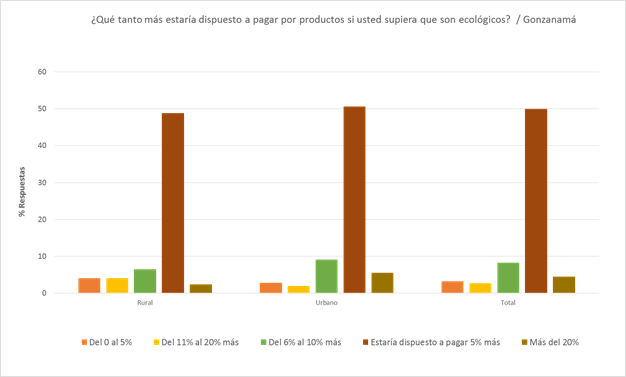 ¿Qué tanto más estaría dispuesto a pagar por productos si usted supiera que son ecológicos?  / Gonzanamá
60
50
40
30
20
10
0
% Respuestas
Rural
Urbano
Total
Del 0 al 5%
Del 11% al 20% más
Del 6% al 10% más
Estaría dispuesto a pagar 5% más
Más del 20%